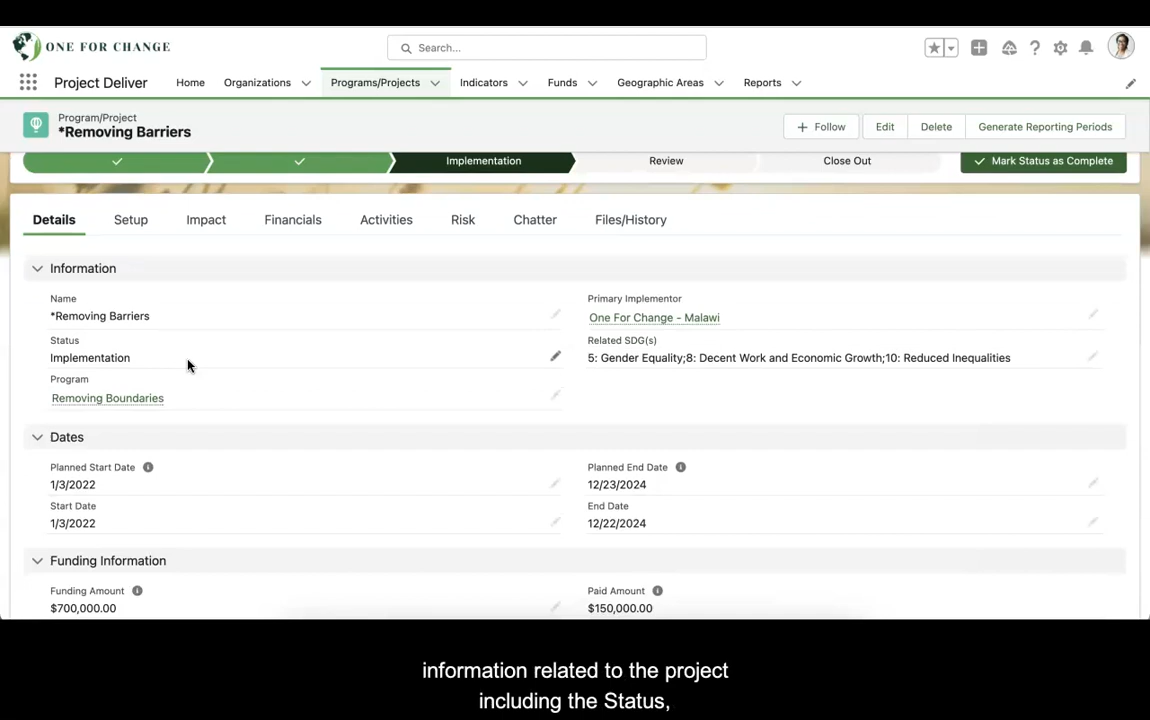 ONE FOR CHANGE
Search...
Project Deliver
Home
Organizations
Programs/Projects
Indicators
Funds
Geographic Areas
Reports
Program/Project
*Removing Barriers
Follow
Edit
Delete
Generate Reporting Periods
Implementation
Review
Close Out
Mark Status as Complete
Details
Setup
Impact
Financials
Activities
Risk
Chatter
Files/History
Information
Name
*Removing Barriers
Primary Implementor
One For Change - Malawi
Status
Implementation
Related SDG(s)
5: Gender Equality;8: Decent Work and Economic Growth;10: Reduced Inequalities
Program
Removing Boundaries
Dates
Planned Start Date
1/3/2022
Planned End Date
12/23/2024
Start Date
1/3/2022
End Date
12/22/2024
Funding Information
Funding Amount
$700,000.00
Paid Amount
$150,000.00
information related to the project
including the Status,